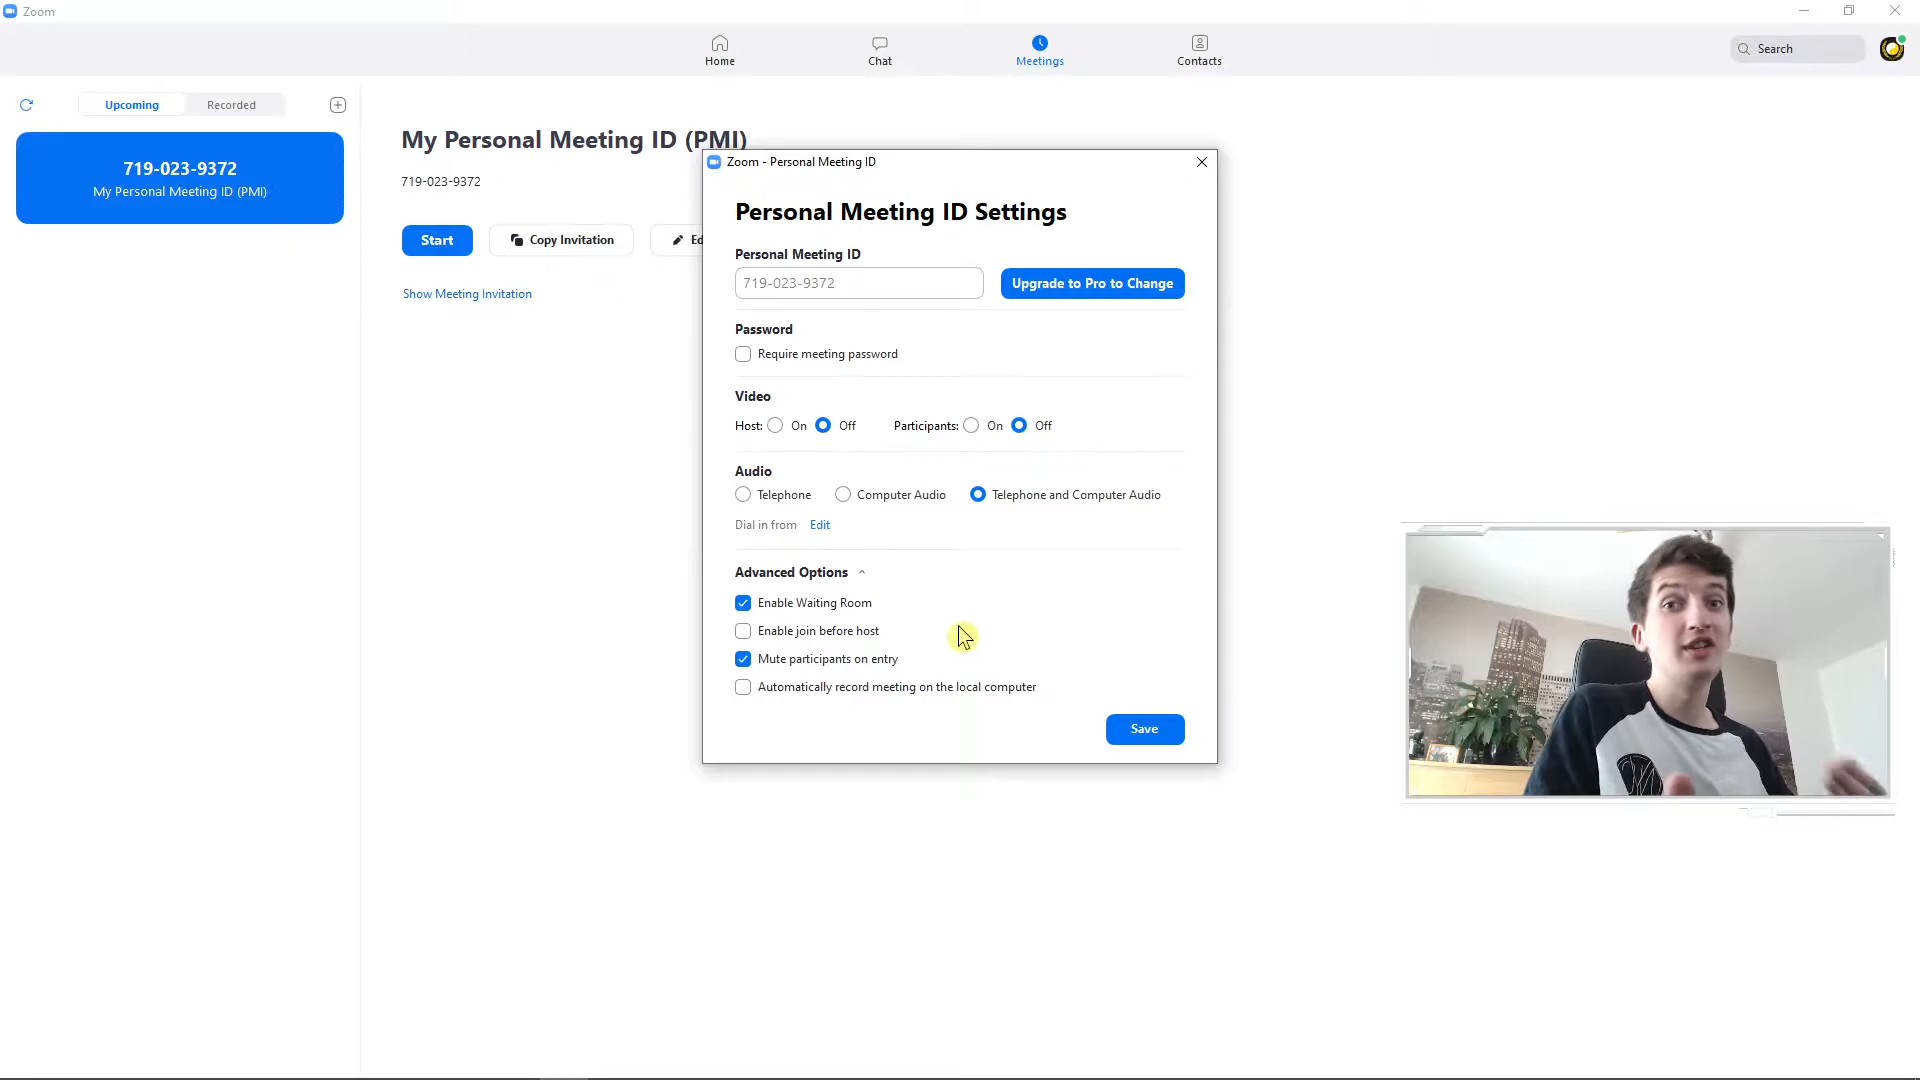 Zoom
Home
Chat
Meetings
Contacts
Search
Upcoming
Recorded
719-023-9372
My Personal Meeting ID (PMI)
My Personal Meeting ID (PMI)
719-023-9372
Start
Copy Invitation
Ed
Show Meeting Invitation
Zoom - Personal Meeting ID
Personal Meeting ID Settings
Personal Meeting ID
719-023-9372
Upgrade to Pro to Change
Password
Require meeting password
Video
Host: On Off Participants: On Off
Audio
Telephone Computer Audio Telephone and Computer Audio
Dial in from Edit
Advanced Options
Enable Waiting Room
Enable join before host
Mute participants on entry
Automatically record meeting on the local computer
Save